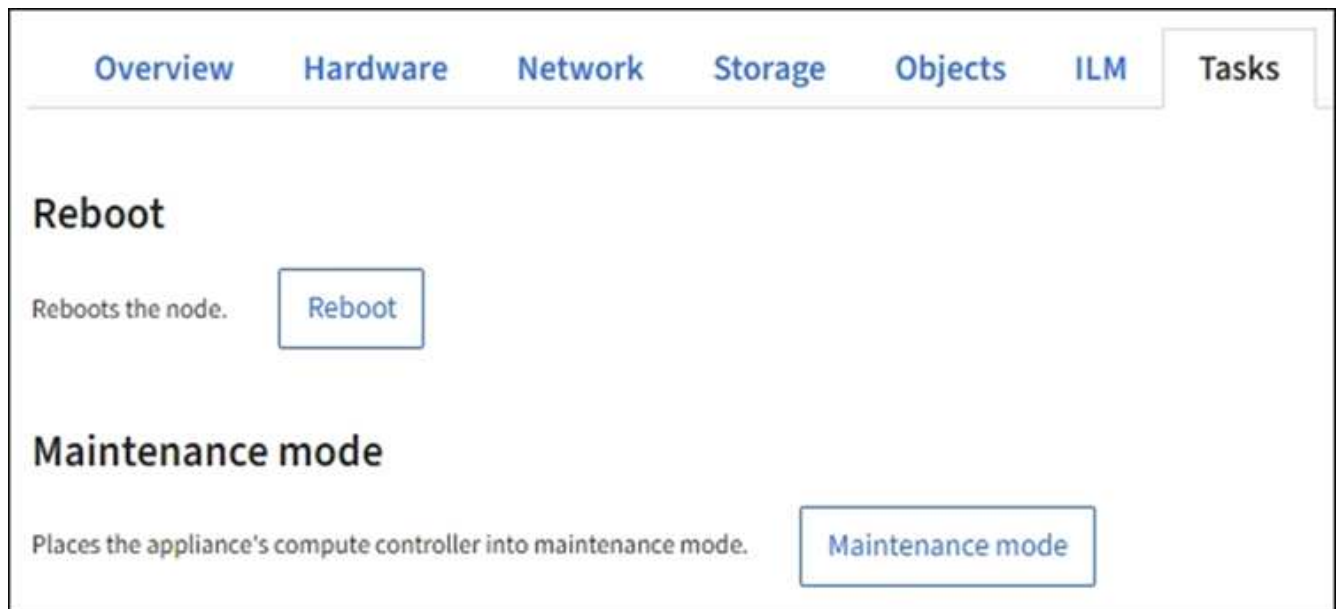 Overview Hardware Network Storage Objects ILM Tasks
Reboot
Reboots the node. Reboot
Maintenance mode
Places the appliance's compute controller into maintenance mode. Maintenance mode